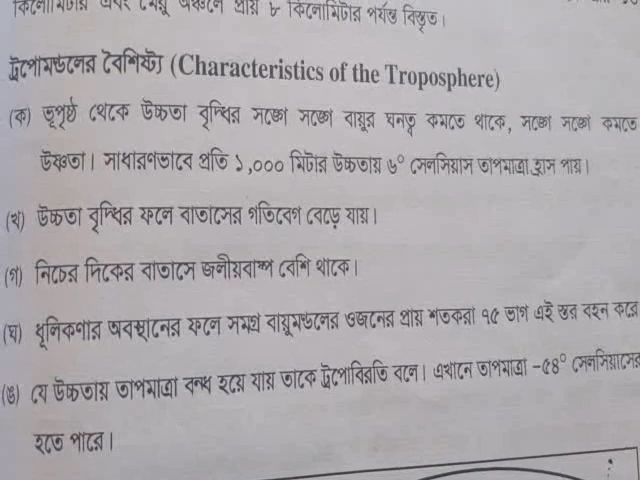 কিলোমিটার এবং মেরু অঞ্চলে প্রায় ৮ কিলোমিটার পর্যন্ত বিস্তৃত।
ট্রপোমন্ডলের বৈশিষ্ট্য (Characteristics of the Troposphere)
(ক) ভূপৃষ্ঠ থেকে উচ্চতা বৃদ্ধির সঙ্গে সঙ্গে বায়ুর ঘনত্ব কমতে থাকে, সঙ্গে সঙ্গে কমতে
উষ্ণতা। সাধারণভাবে প্রতি ১,০০০ মিটার উচ্চতায় ৬° সেলসিয়াস তাপমাত্রা হ্রাস পায়।
(খ) উচ্চতা বৃদ্ধির ফলে বাতাসের গতিবেগ বেড়ে যায়।
(গ) নিচের দিকের বাতাসে জলীয়বাষ্প বেশি থাকে।
(ঘ) ধূলিকণার অবস্থানের ফলে সমগ্র বায়ুমন্ডলের ওজনের প্রায় শতকরা ৭৫ ভাগ এই স্তর বহন করে
(ঙ) যে উচ্চতায় তাপমাত্রা বন্ধ হয়ে যায় তাকে ট্রপোবিরতি বলে। এখানে তাপমাত্রা –৫৪° সেলসিয়াসের
হতে পারে।